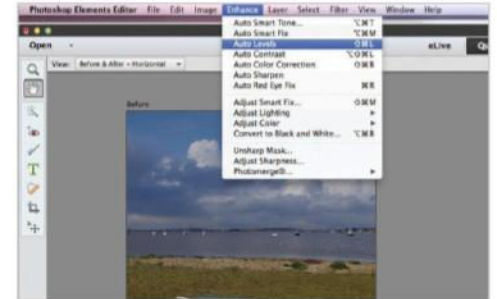 Photoshop Elements Editor File Edit Image Enhance Layer Select Filter View Window Help
Auto Smart Tone... ⌥⌘T
Auto Smart Fix ⌥⌘M
Auto Levels ⇧⌘L
Auto Contrast ⌥⇧⌘L
Auto Color Correction ⇧⌘B
Auto Sharpen
Auto Red Eye Fix ⌘R
Adjust Smart Fix... ⇧⌘M
Adjust Lighting
Adjust Color
Convert to Black and White... ⌥⌘B
Unsharp Mask...
Adjust Sharpness...
Photomerge®...
Open
eLive Qu
View: Before & After - Horizontal
Before
T